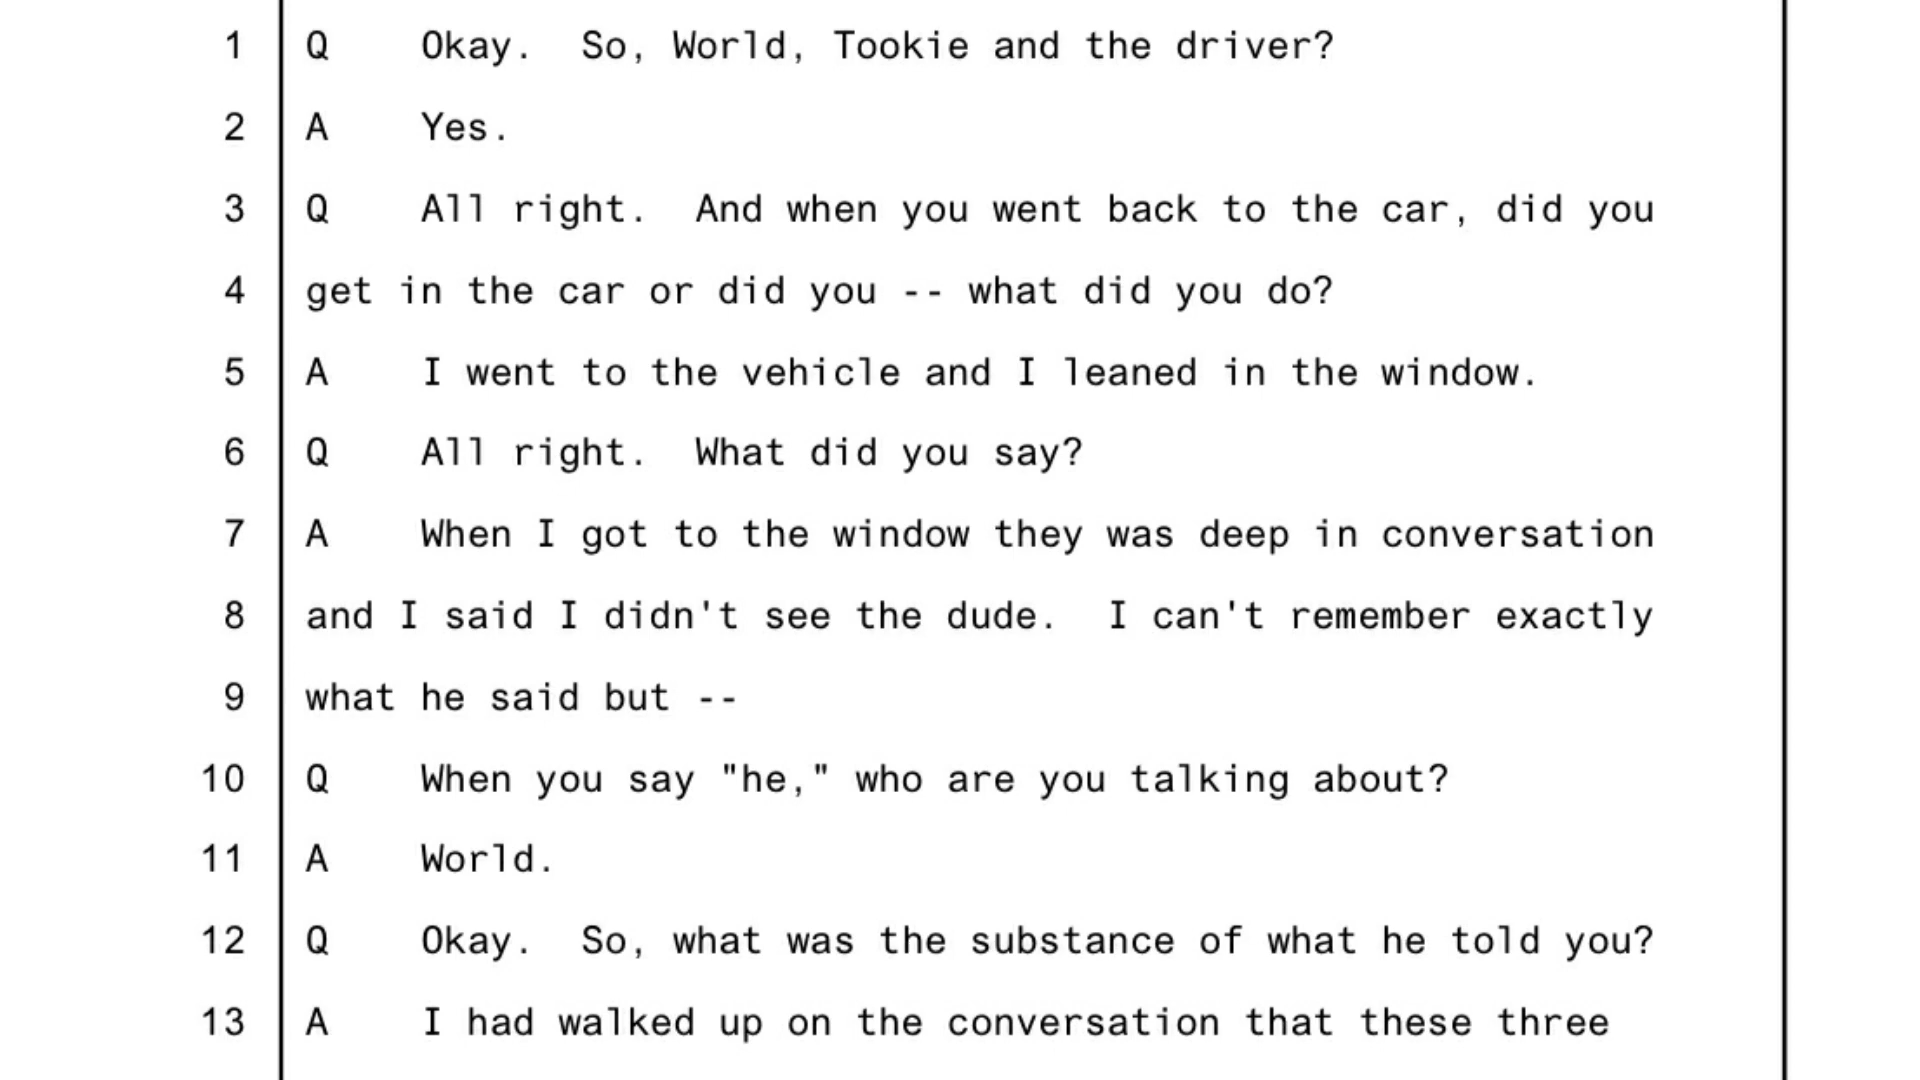 1 Q Okay. So, World, Tookie and the driver?
2 A Yes.
3 Q All right. And when you went back to the car, did you
4 get in the car or did you -- what did you do?
5 A I went to the vehicle and I leaned in the window.
6 Q All right. What did you say?
7 A When I got to the window they was deep in conversation
8 and I said I didn't see the dude. I can't remember exactly
9 what he said but --
10 Q When you say "he," who are you talking about?
11 A World.
12 Q Okay. So, what was the substance of what he told you?
13 A I had walked up on the conversation that these three